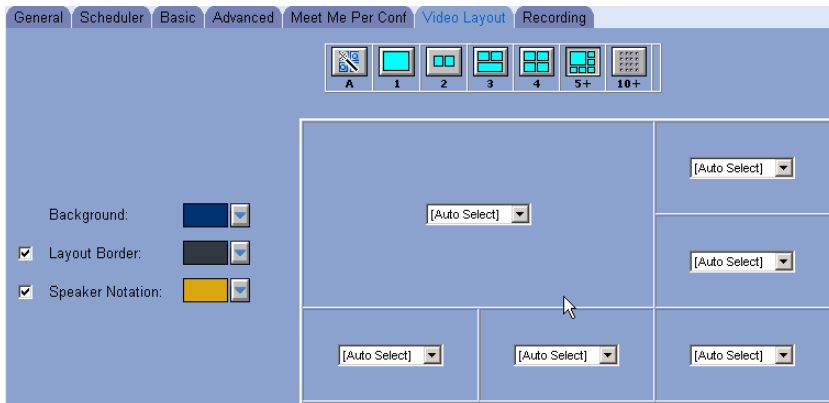 General Scheduler Basic Advanced Meet Me Per Conf Video Layout Recording
A 1 2 3 4 5+ 10+
[Auto Select]
Background:
[Auto Select]
Layout Border:
[Auto Select]
Speaker Notation:
[Auto Select] [Auto Select] [Auto Select]